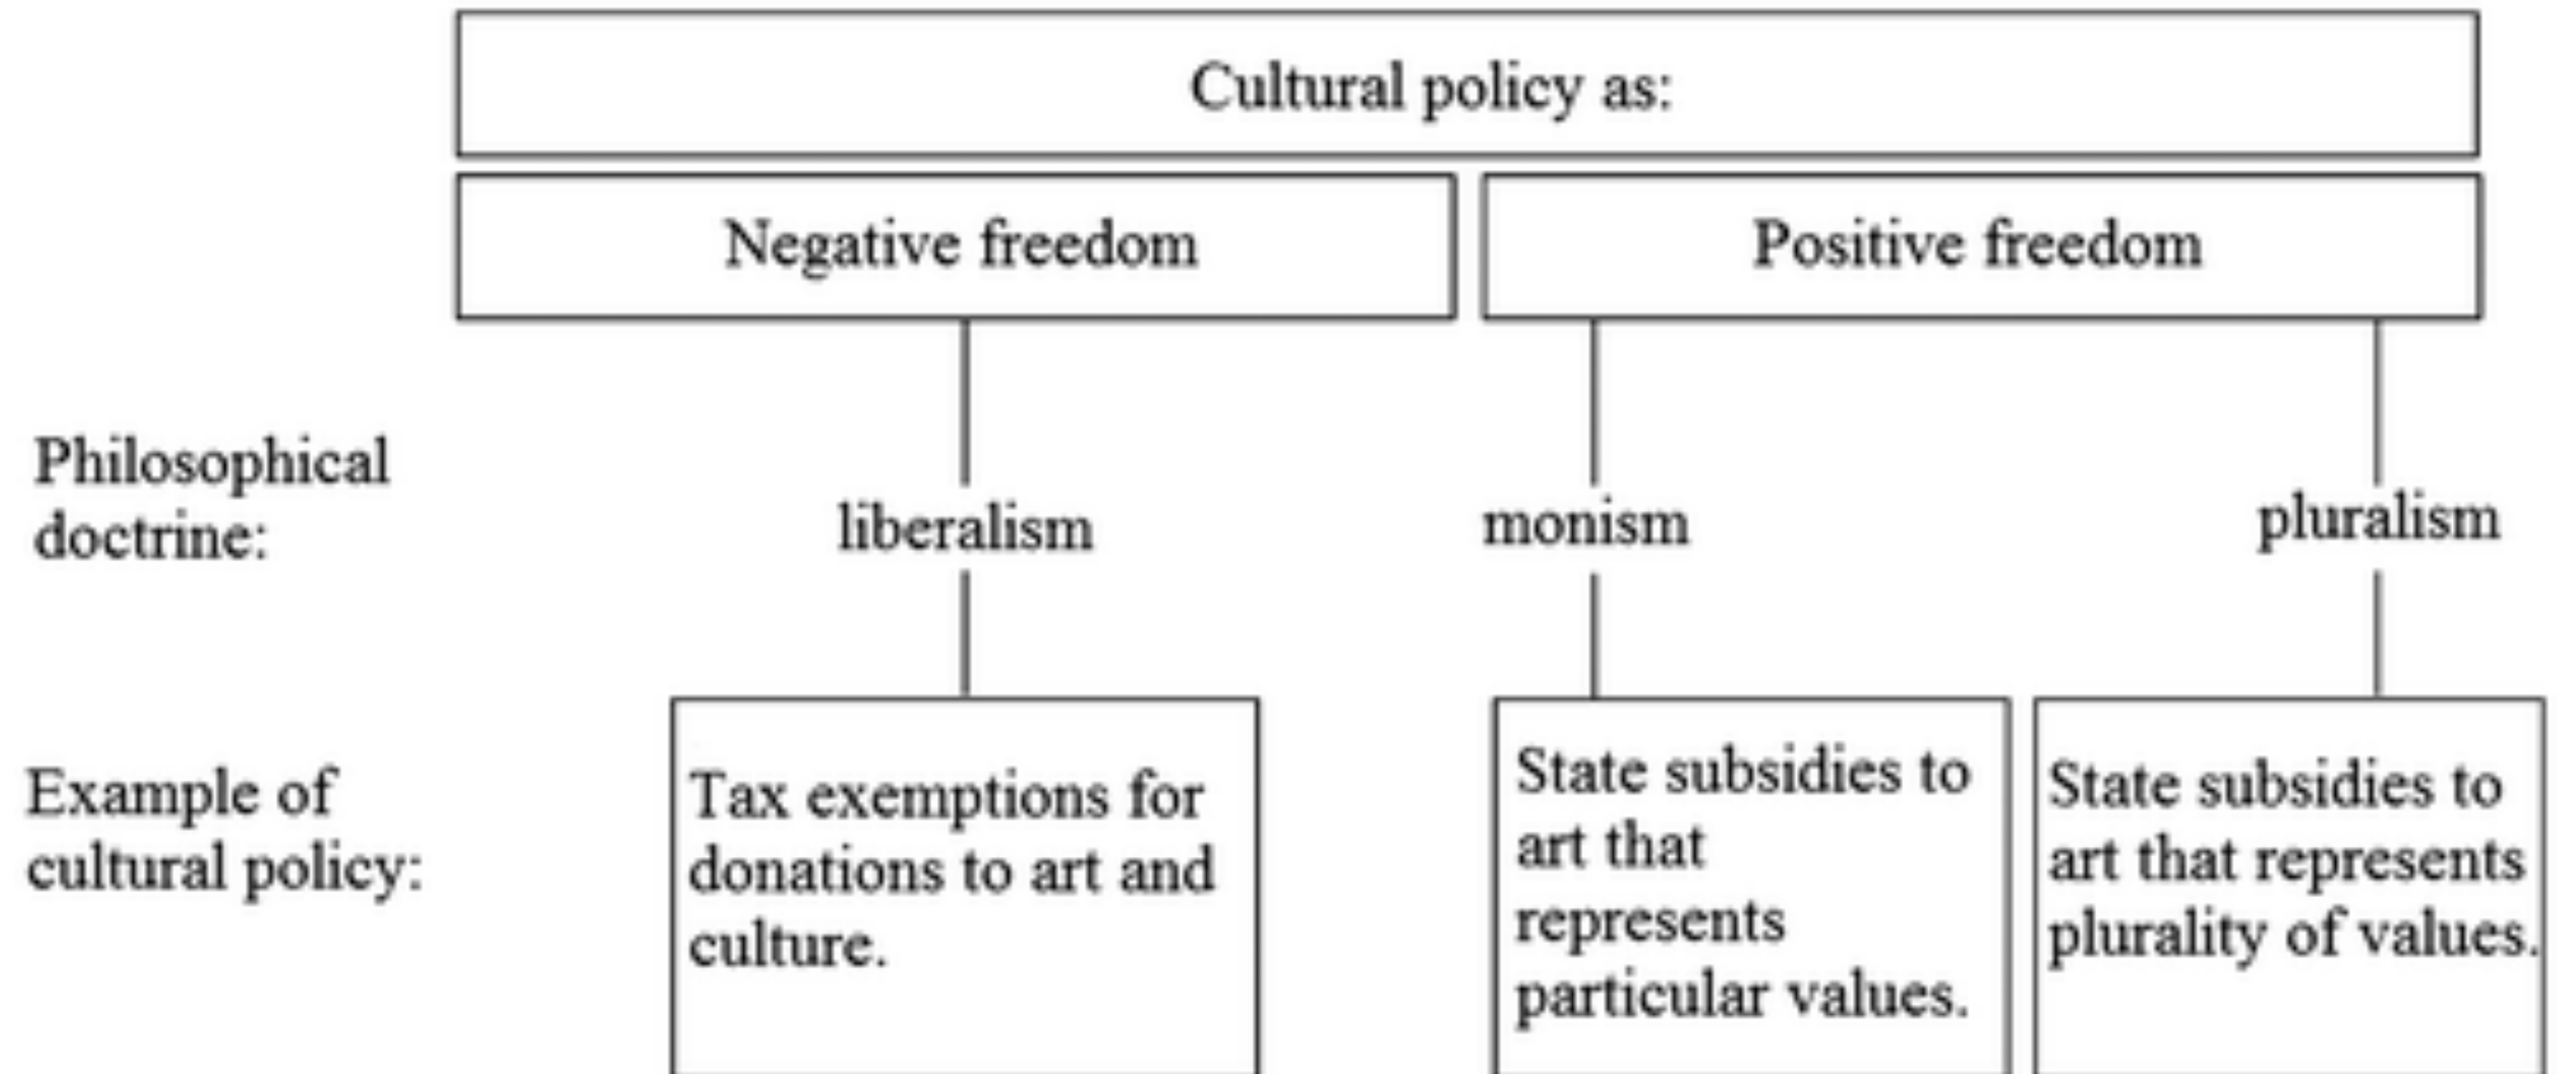 Cultural policy as:
Negative freedom
Positive freedom
Philosophical
doctrine:
liberalism
monism
pluralism
Example of
cultural policy:
Tax exemptions for
donations to art and
culture.
State subsidies to
art that
represents
particular values.
State subsidies to
art that represents
plurality of values.